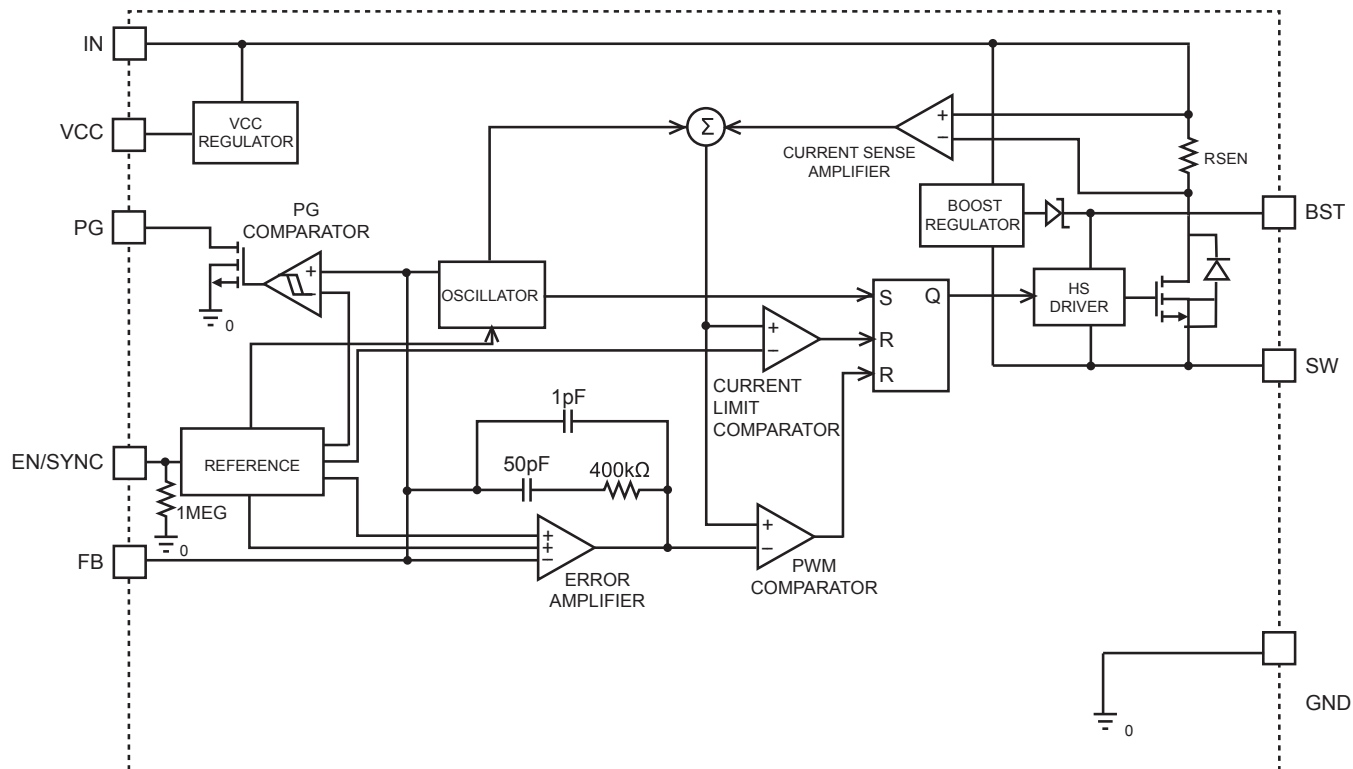 IN
VCC
VCC
REGULATOR
Σ
CURRENT SENSE
AMPLIFIER
+
−
RSEN
PG
PG
COMPARATOR
+
−
0
BOOST
REGULATOR
BST
OSCILLATOR
S
Q
R
R
HS
DRIVER
+
−
CURRENT
LIMIT
COMPARATOR
SW
EN/SYNC
REFERENCE
1MEG
0
1pF
50pF
400kΩ
FB
+
+
−
ERROR
AMPLIFIER
+
−
PWM
COMPARATOR
0
GND